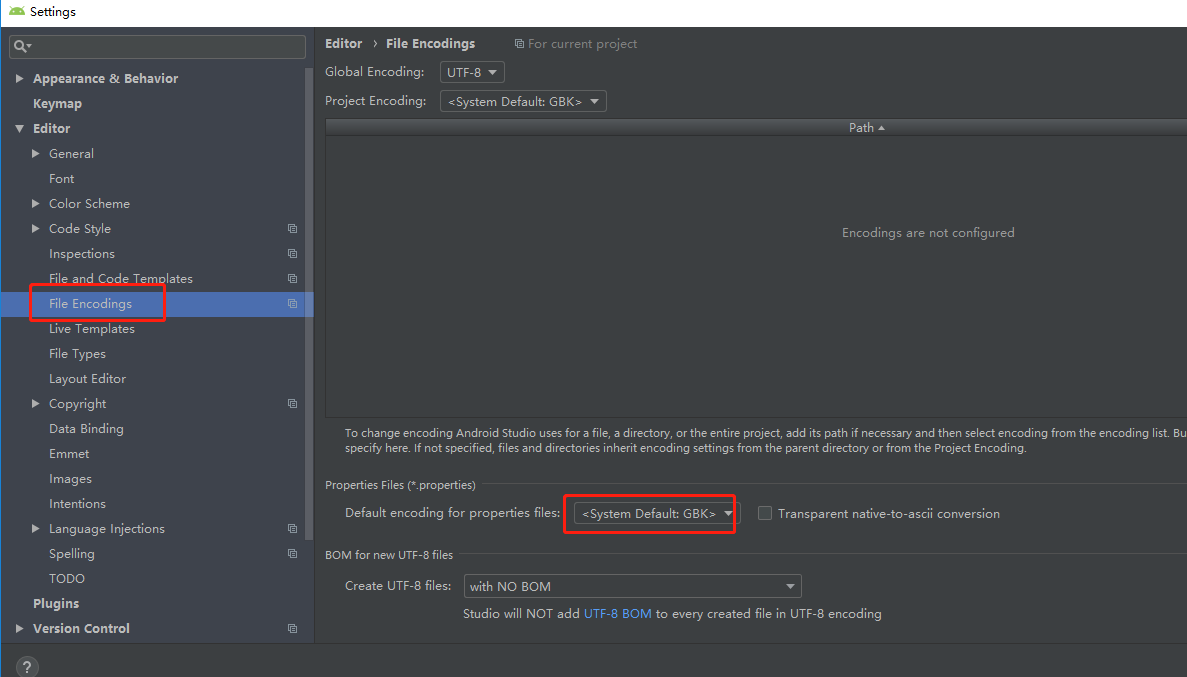 Settings
Editor › File Encodings For current project
Appearance & Behavior
Keymap
Editor
General
Font
Color Scheme
Code Style
Inspections
File and Code Templates
File Encodings
Live Templates
File Types
Layout Editor
Copyright
Data Binding
Emmet
Images
Intentions
Language Injections
Spelling
TODO
Plugins
Version Control
?
Global Encoding: UTF-8
Project Encoding: <System Default: GBK>
Path
Encodings are not configured
To change encoding Android Studio uses for a file, a directory, or the entire project, add its path if necessary and then select encoding from the encoding list. Bu
specify here. If not specified, files and directories inherit encoding settings from the parent directory or from the Project Encoding.
Properties Files (*.properties)
Default encoding for properties files: <System Default: GBK> Transparent native-to-ascii conversion
BOM for new UTF-8 files
Create UTF-8 files: with NO BOM
Studio will NOT add UTF-8 BOM to every created file in UTF-8 encoding